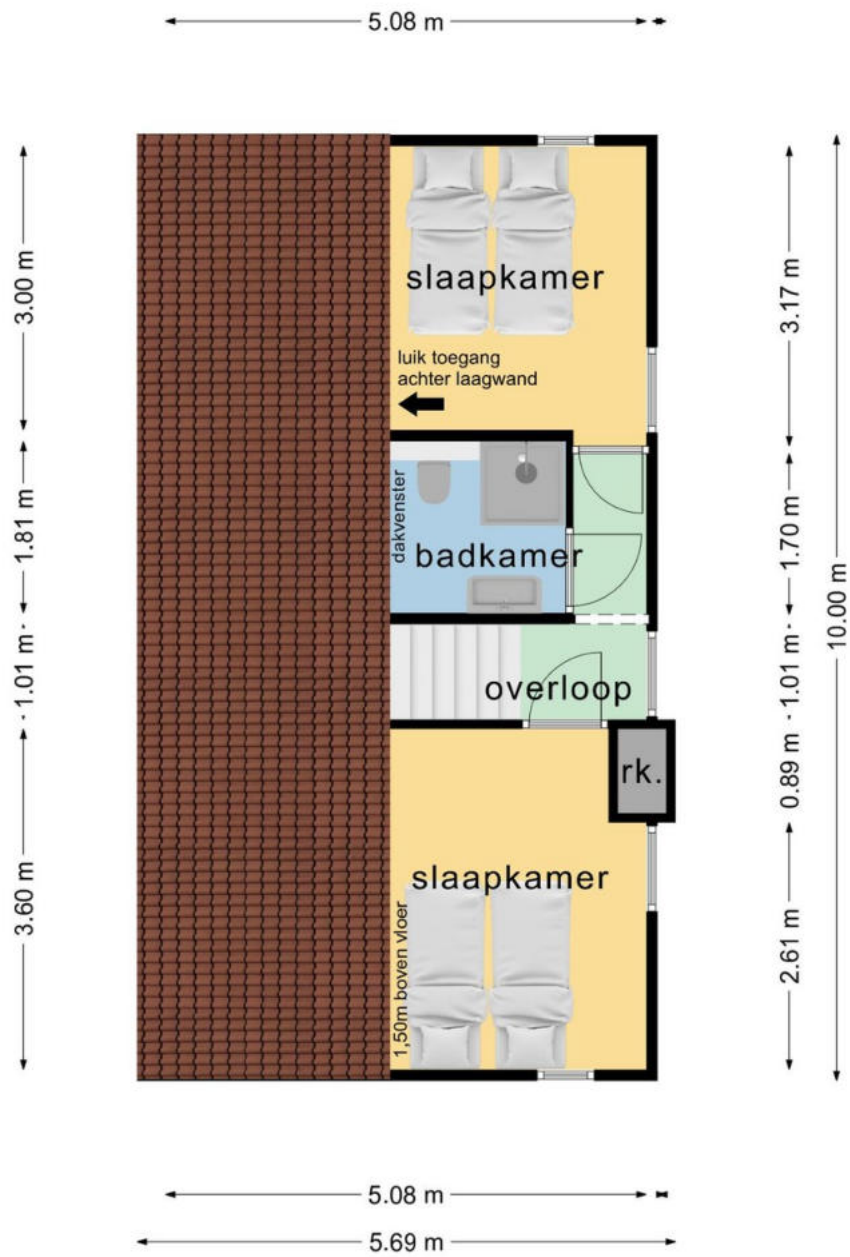 5.08 m
slaapkamer
luik toegang
achter laagwand
dakvenster
badkamer
overloop
rk.
slaapkamer
1,50m boven vloer
3.00 m
1.81 m
1.01 m
3.60 m
3.17 m
1.70 m
1.01 m
0.89 m
2.61 m
10.00 m
5.08 m
5.69 m